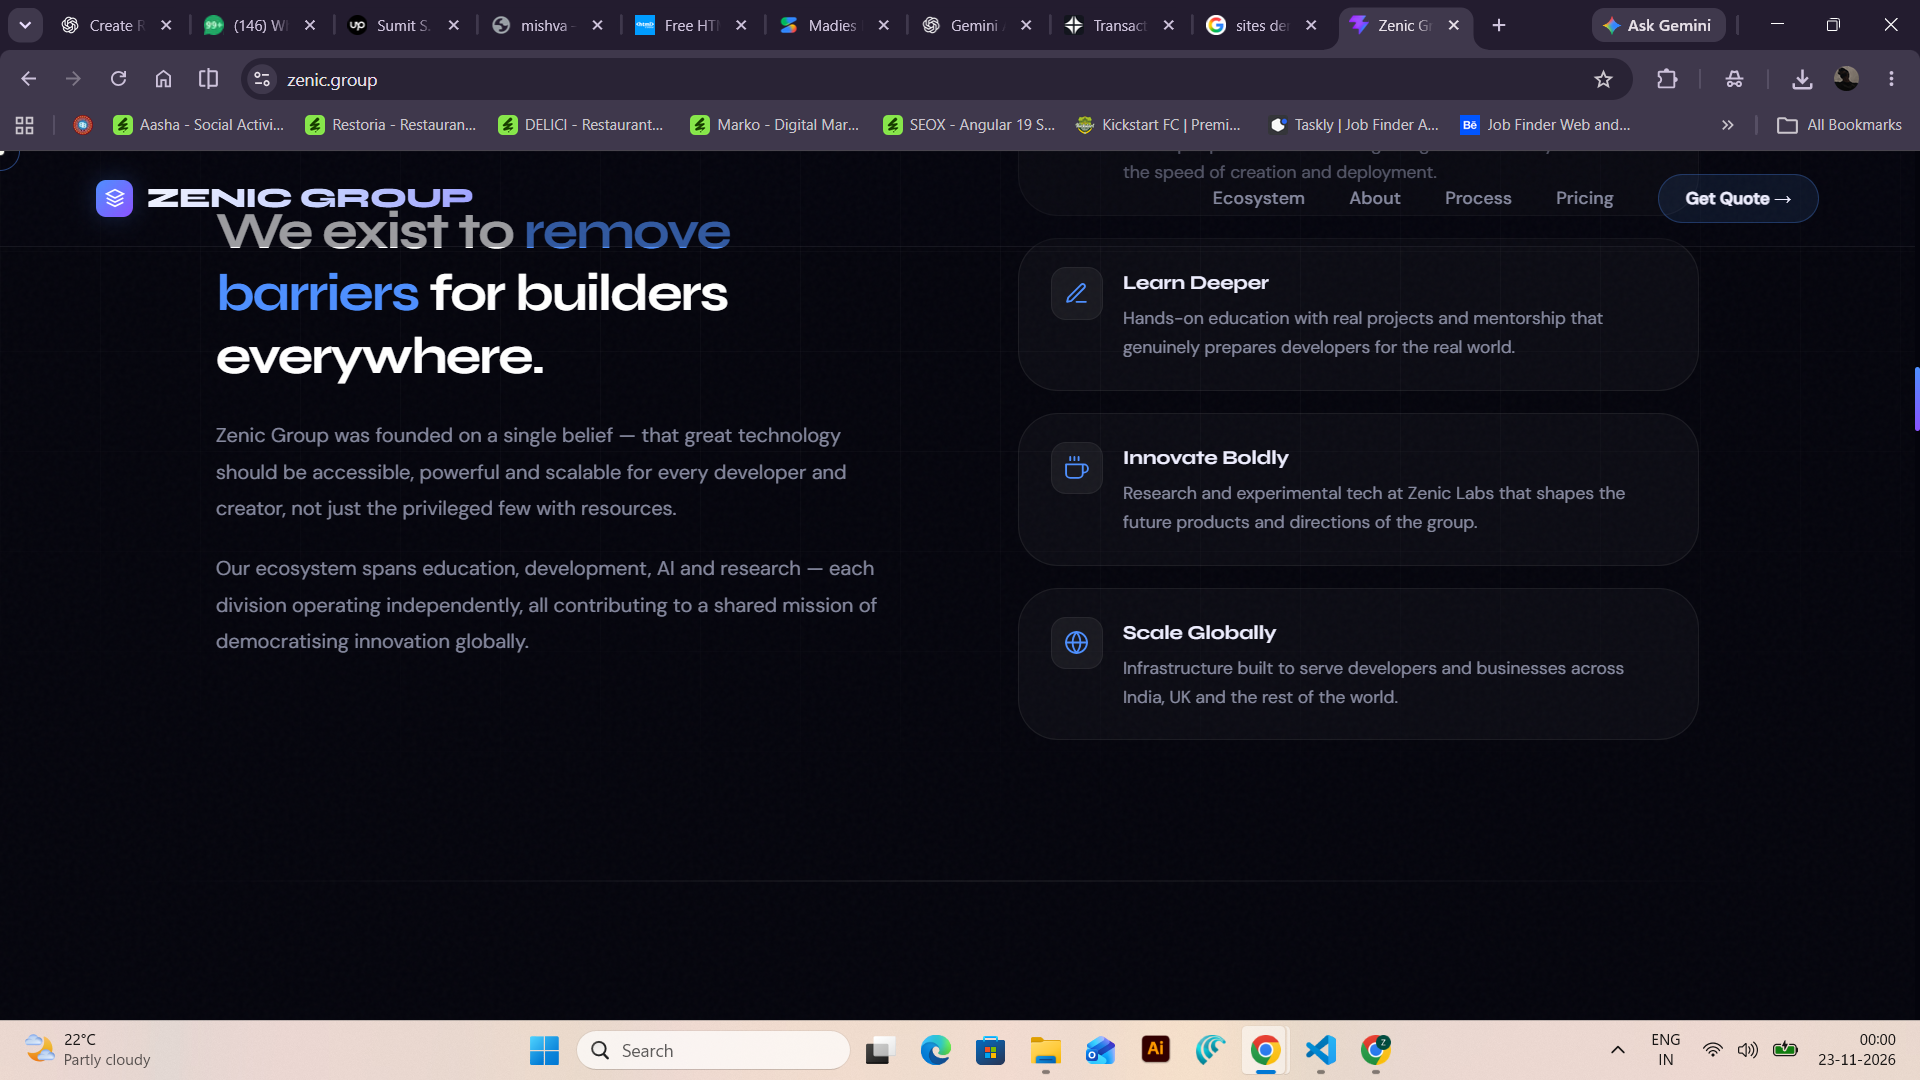 Create R
(146) W
Sumit S.
mishva -
Free HT
Madies
Gemini
Transact
sites de
Zenic G
Ask Gemini
zenic.group
Aasha - Social Activi...
Restoria - Restauran...
DELICI - Restaurant...
Marko - Digital Mar...
SEOX - Angular 19 S...
Kickstart FC | Premi...
Taskly | Job Finder A...
Bē
Job Finder Web and...
All Bookmarks
the speed of creation and deployment.
ZENIC GROUP
Ecosystem
About
Process
Pricing
Get Quote →
We exist to remove
barriers for builders
everywhere.
Zenic Group was founded on a single belief — that great technology
should be accessible, powerful and scalable for every developer and
creator, not just the privileged few with resources.
Our ecosystem spans education, development, AI and research — each
division operating independently, all contributing to a shared mission of
democratising innovation globally.
Learn Deeper
Hands-on education with real projects and mentorship that
genuinely prepares developers for the real world.
Innovate Boldly
Research and experimental tech at Zenic Labs that shapes the
future products and directions of the group.
Scale Globally
Infrastructure built to serve developers and businesses across
India, UK and the rest of the world.
22°C
Partly cloudy
Search
Ai
ENG
IN
00:00
23-11-2026